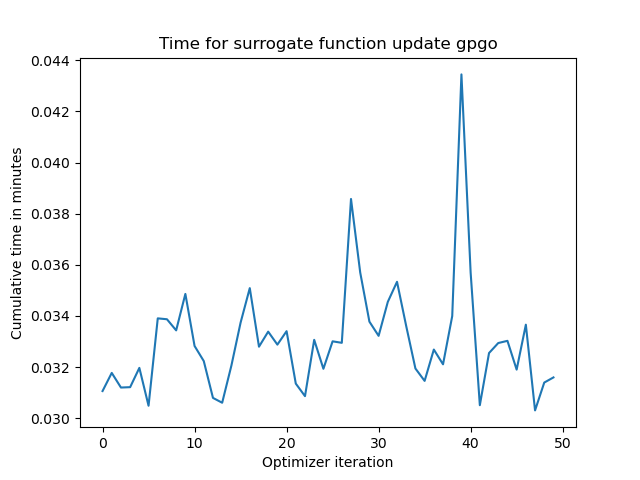 Time for surrogate function update gpgo
0.044
0.042
0.040
0.038
0.036
0.034
0.032
0.030
Cumulative time in minutes
0 10 20 30 40 50
Optimizer iteration